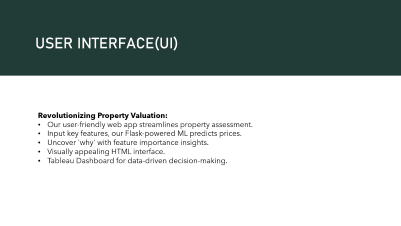 USER INTERFACE(UI)
Revolutionizing Property Valuation:
• Our user-friendly web app streamlines property assessment.
• Input key features, our Flask-powered ML predicts prices.
• Uncover 'why' with feature importance insights.
• Visually appealing HTML interface.
• Tableau Dashboard for data-driven decision-making.